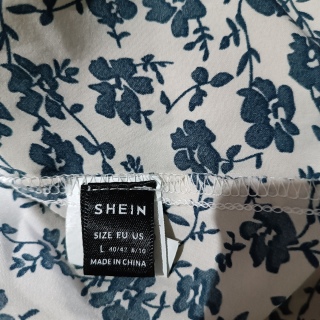 SHEIN
SIZE EU US
L 40/42 8/10
MADE IN CHINA